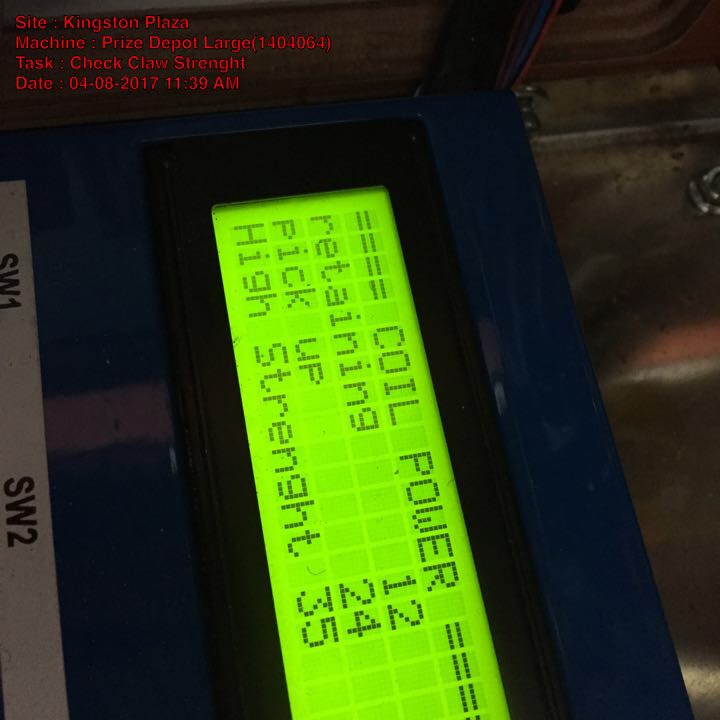 Site : Kingston Plaza
Machine : Prize Depot Large(1404064)
Task : Check Claw Strenght
Date : 04-08-2017 11:39 AM
=== COIL POWER ===
retaining 12
Pick UP 24
High Strenght 35
SW1
SW2